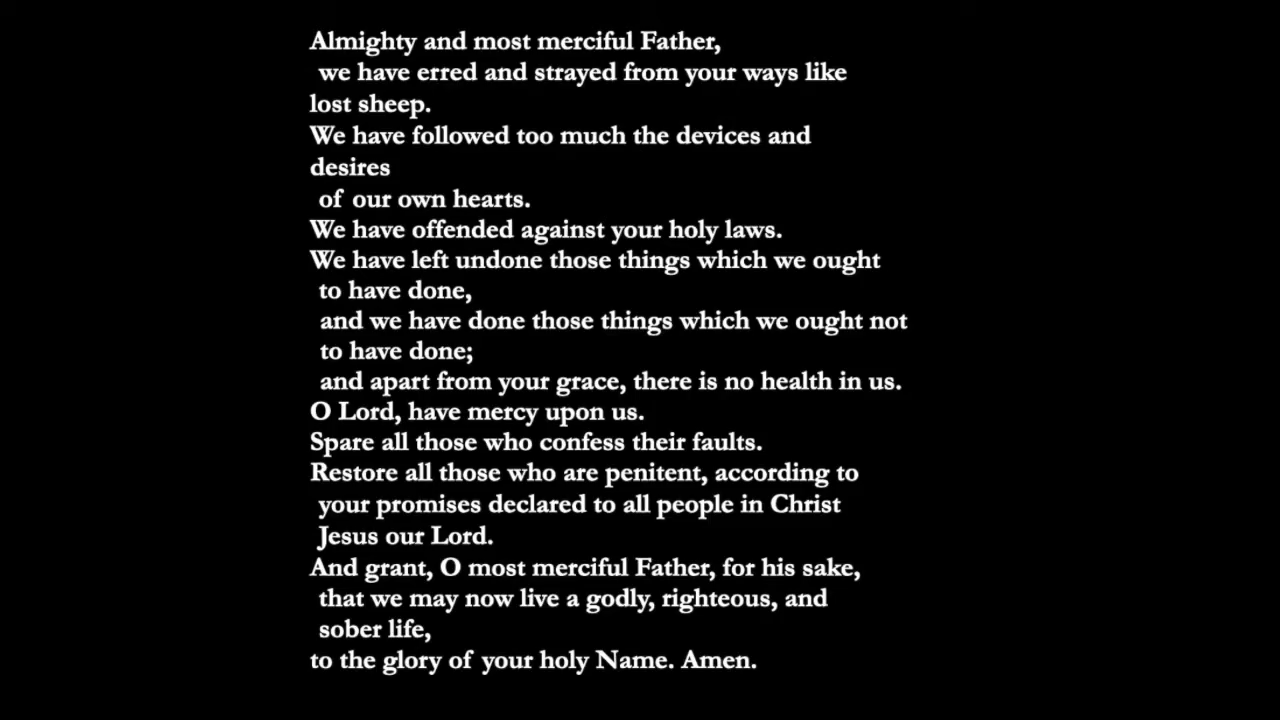 Almighty and most merciful Father,
we have erred and strayed from your ways like
lost sheep.
We have followed too much the devices and
desires
of our own hearts.
We have offended against your holy laws.
We have left undone those things which we ought
to have done,
and we have done those things which we ought not
to have done;
and apart from your grace, there is no health in us.
O Lord, have mercy upon us.
Spare all those who confess their faults.
Restore all those who are penitent, according to
your promises declared to all people in Christ
Jesus our Lord.
And grant, O most merciful Father, for his sake,
that we may now live a godly, righteous, and
sober life,
to the glory of your holy Name. Amen.